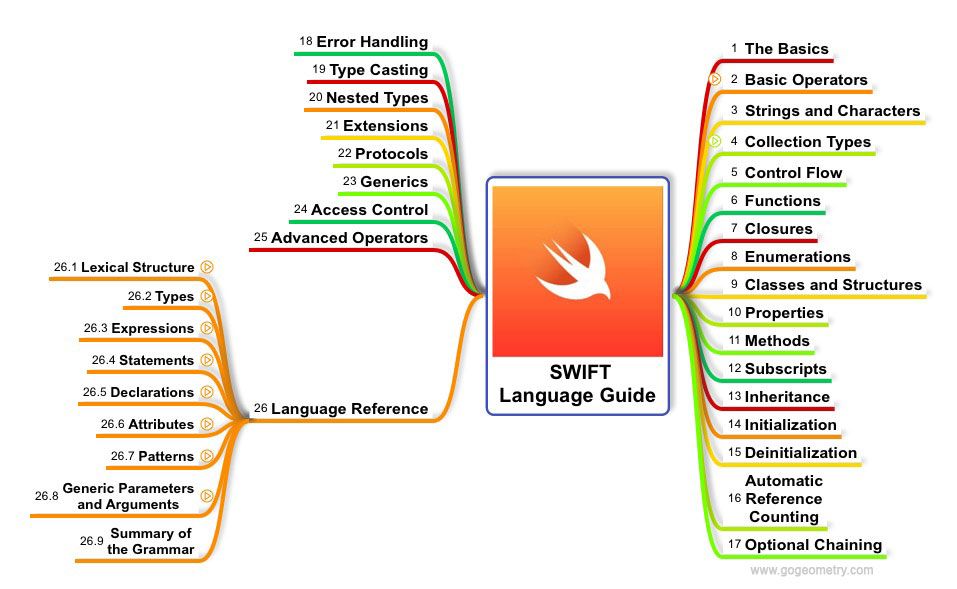 SWIFT
Language Guide
1 The Basics
2 Basic Operators
3 Strings and Characters
4 Collection Types
5 Control Flow
6 Functions
7 Closures
8 Enumerations
9 Classes and Structures
10 Properties
11 Methods
12 Subscripts
13 Inheritance
14 Initialization
15 Deinitialization
Automatic
16 Reference
Counting
17 Optional Chaining
18 Error Handling
19 Type Casting
20 Nested Types
21 Extensions
22 Protocols
23 Generics
24 Access Control
25 Advanced Operators
26 Language Reference
26.1 Lexical Structure
26.2 Types
26.3 Expressions
26.4 Statements
26.5 Declarations
26.6 Attributes
26.7 Patterns
26.8 Generic Parameters
and Arguments
26.9 Summary of
the Grammar
www.gogeometry.com